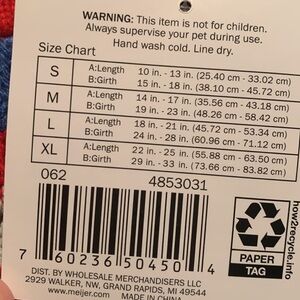 WARNING: This item is not for children.
Always supervise your pet during use.
Hand wash cold. Line dry.
Size Chart
S A:Length 10 in. - 13 in. (25.40 cm - 33.02 cm)
B:Girth 15 in. - 18 in. (38.10 cm - 45.72 cm)
M A:Length 14 in. - 17 in. (35.56 cm - 43.18 cm)
B:Girth 19 in. - 23 in. (48.26 cm - 58.42 cm)
L A:Length 18 in. - 21 in. (45.72 cm - 53.34 cm)
B:Girth 24 in. - 28 in. (60.96 cm - 71.12 cm)
XL A:Length 22 in. - 25 in. (55.88 cm - 63.50 cm)
B:Girth 29 in. - 33 in. (73.66 cm - 83.82 cm)
062 4853031
7 60236 50450 4
how2recycle.info
PAPER
TAG
DIST. BY WHOLESALE MERCHANDISERS LLC
2929 WALKER, NW, GRAND RAPIDS, MI 49544
www.meijer.com MADE IN CHINA